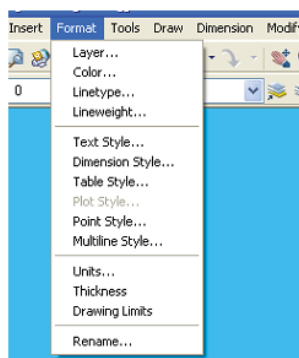 Insert Format Tools Draw Dimension Modif
Layer...
Color...
0 Linetype...
Lineweight...
Text Style...
Dimension Style...
Table Style...
Plot Style...
Point Style...
Multiline Style...
Units...
Thickness
Drawing Limits
Rename...